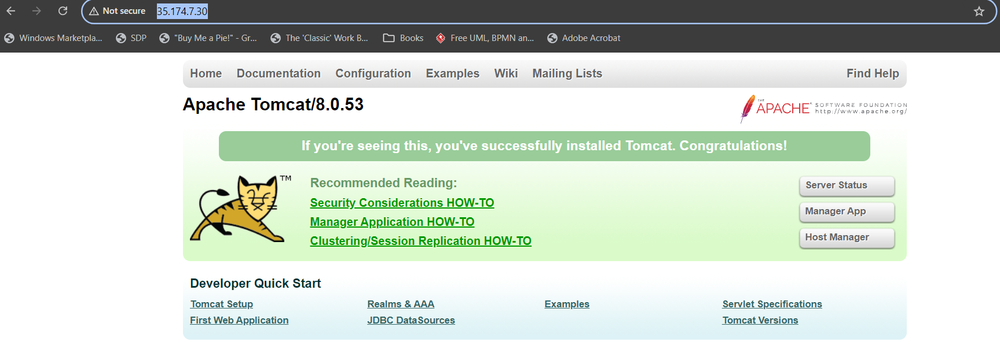 Not secure 35.174.7.30
Windows Marketpla... SDP "Buy Me a Pie!" - Gr... The 'Classic' Work B... Books Free UML, BPMN an... Adobe Acrobat
Home Documentation Configuration Examples Wiki Mailing Lists Find Help
Apache Tomcat/8.0.53
THE APACHE SOFTWARE FOUNDATION
http://www.apache.org/
If you're seeing this, you've successfully installed Tomcat. Congratulations!
TM
Recommended Reading:
Security Considerations HOW-TO
Manager Application HOW-TO
Clustering/Session Replication HOW-TO
Server Status
Manager App
Host Manager
Developer Quick Start
Tomcat Setup Realms & AAA Examples Servlet Specifications
First Web Application JDBC DataSources Tomcat Versions